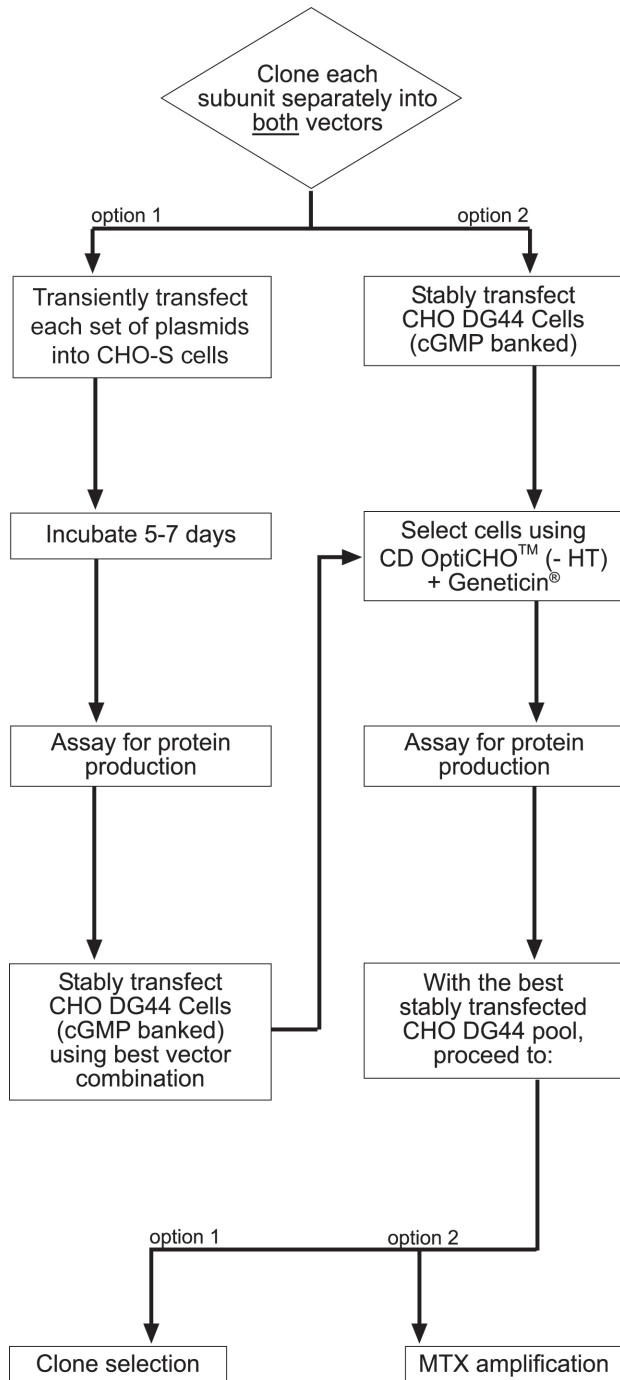 Clone each
subunit separately into
both vectors
option 1
option 2
Transiently transfect
each set of plasmids
into CHO-S cells
Stably transfect
CHO DG44 Cells
(cGMP banked)
Incubate 5-7 days
Select cells using
CD OptiCHO™ (- HT)
+ Geneticin®
Assay for protein
production
Assay for protein
production
Stably transfect
CHO DG44 Cells
(cGMP banked)
using best vector
combination
With the best
stably transfected
CHO DG44 pool,
proceed to:
option 1
option 2
Clone selection
MTX amplification